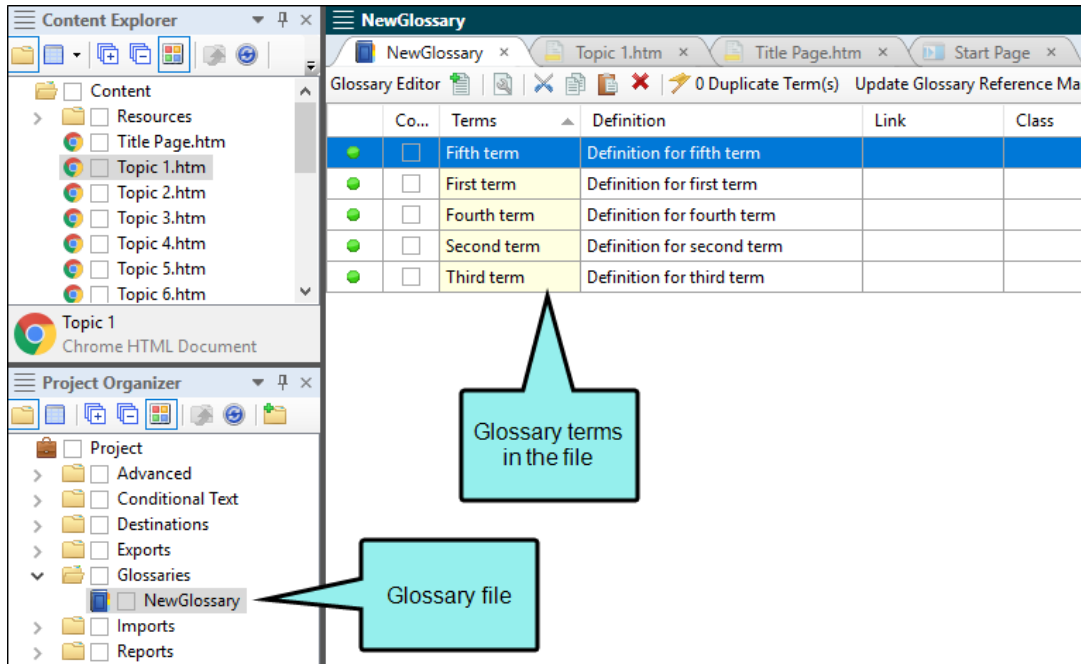 Content Explorer
Content
Resources
Title Page.htm
Topic 1.htm
Topic 2.htm
Topic 3.htm
Topic 4.htm
Topic 5.htm
Topic 6.htm
Topic 1
Chrome HTML Document
Project Organizer
Project
Advanced
Conditional Text
Destinations
Exports
Glossaries
NewGlossary
Imports
Reports
NewGlossary
NewGlossary Topic 1.htm Title Page.htm Start Page
Glossary Editor 0 Duplicate Term(s) Update Glossary Reference Ma
Co... Terms Definition Link Class
Fifth term Definition for fifth term
First term Definition for first term
Fourth term Definition for fourth term
Second term Definition for second term
Third term Definition for third term
Glossary terms
in the file
Glossary file